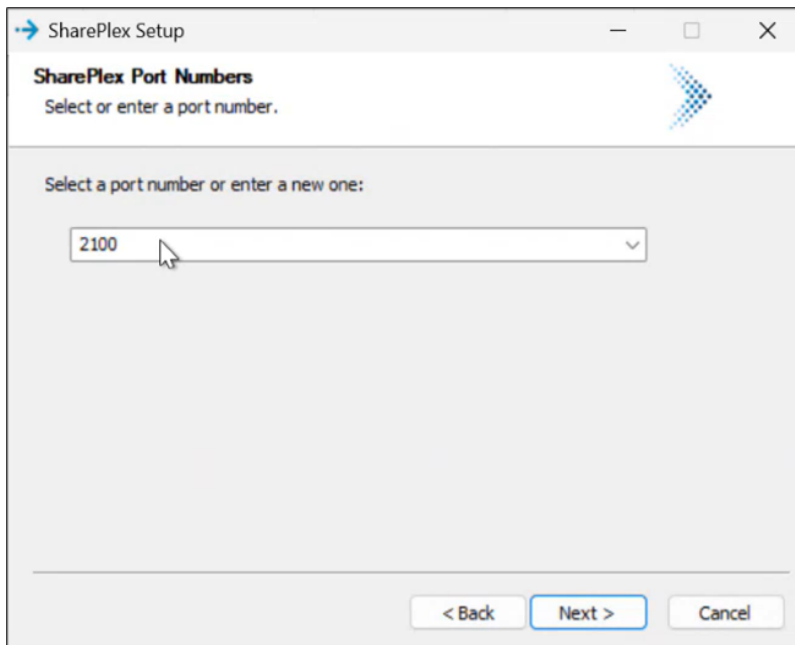 SharePlex Setup
SharePlex Port Numbers
Select or enter a port number.
Select a port number or enter a new one:
2100
< Back Next > Cancel